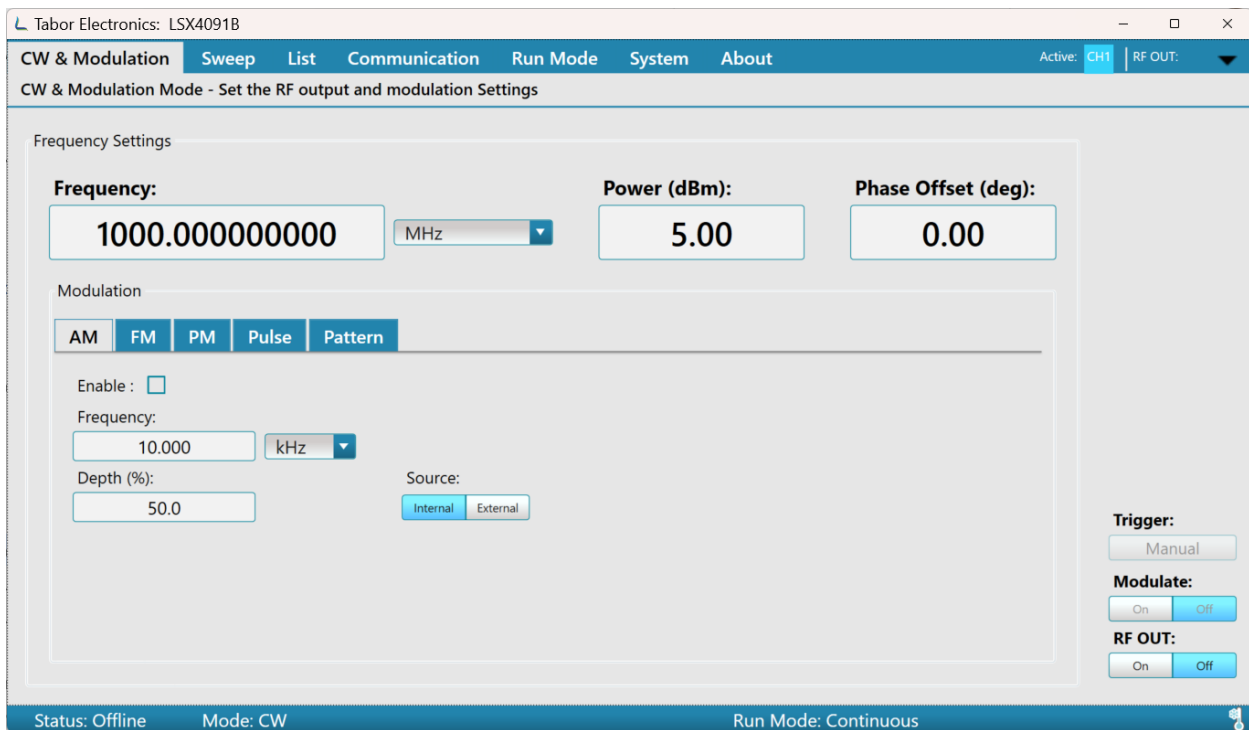 Tabor Electronics: LSX4091B
CW & Modulation Sweep List Communication Run Mode System About Active: CH1 RF OUT:
CW & Modulation Mode - Set the RF output and modulation Settings
Frequency Settings
Frequency: Power (dBm): Phase Offset (deg):
1000.000000000 MHz 5.00 0.00
Modulation
AM FM PM Pulse Pattern
Enable :
Frequency:
10.000 kHz
Depth (%): Source:
50.0 Internal External
Trigger:
Manual
Modulate:
On Off
RF OUT:
On Off
Status: Offline Mode: CW Run Mode: Continuous